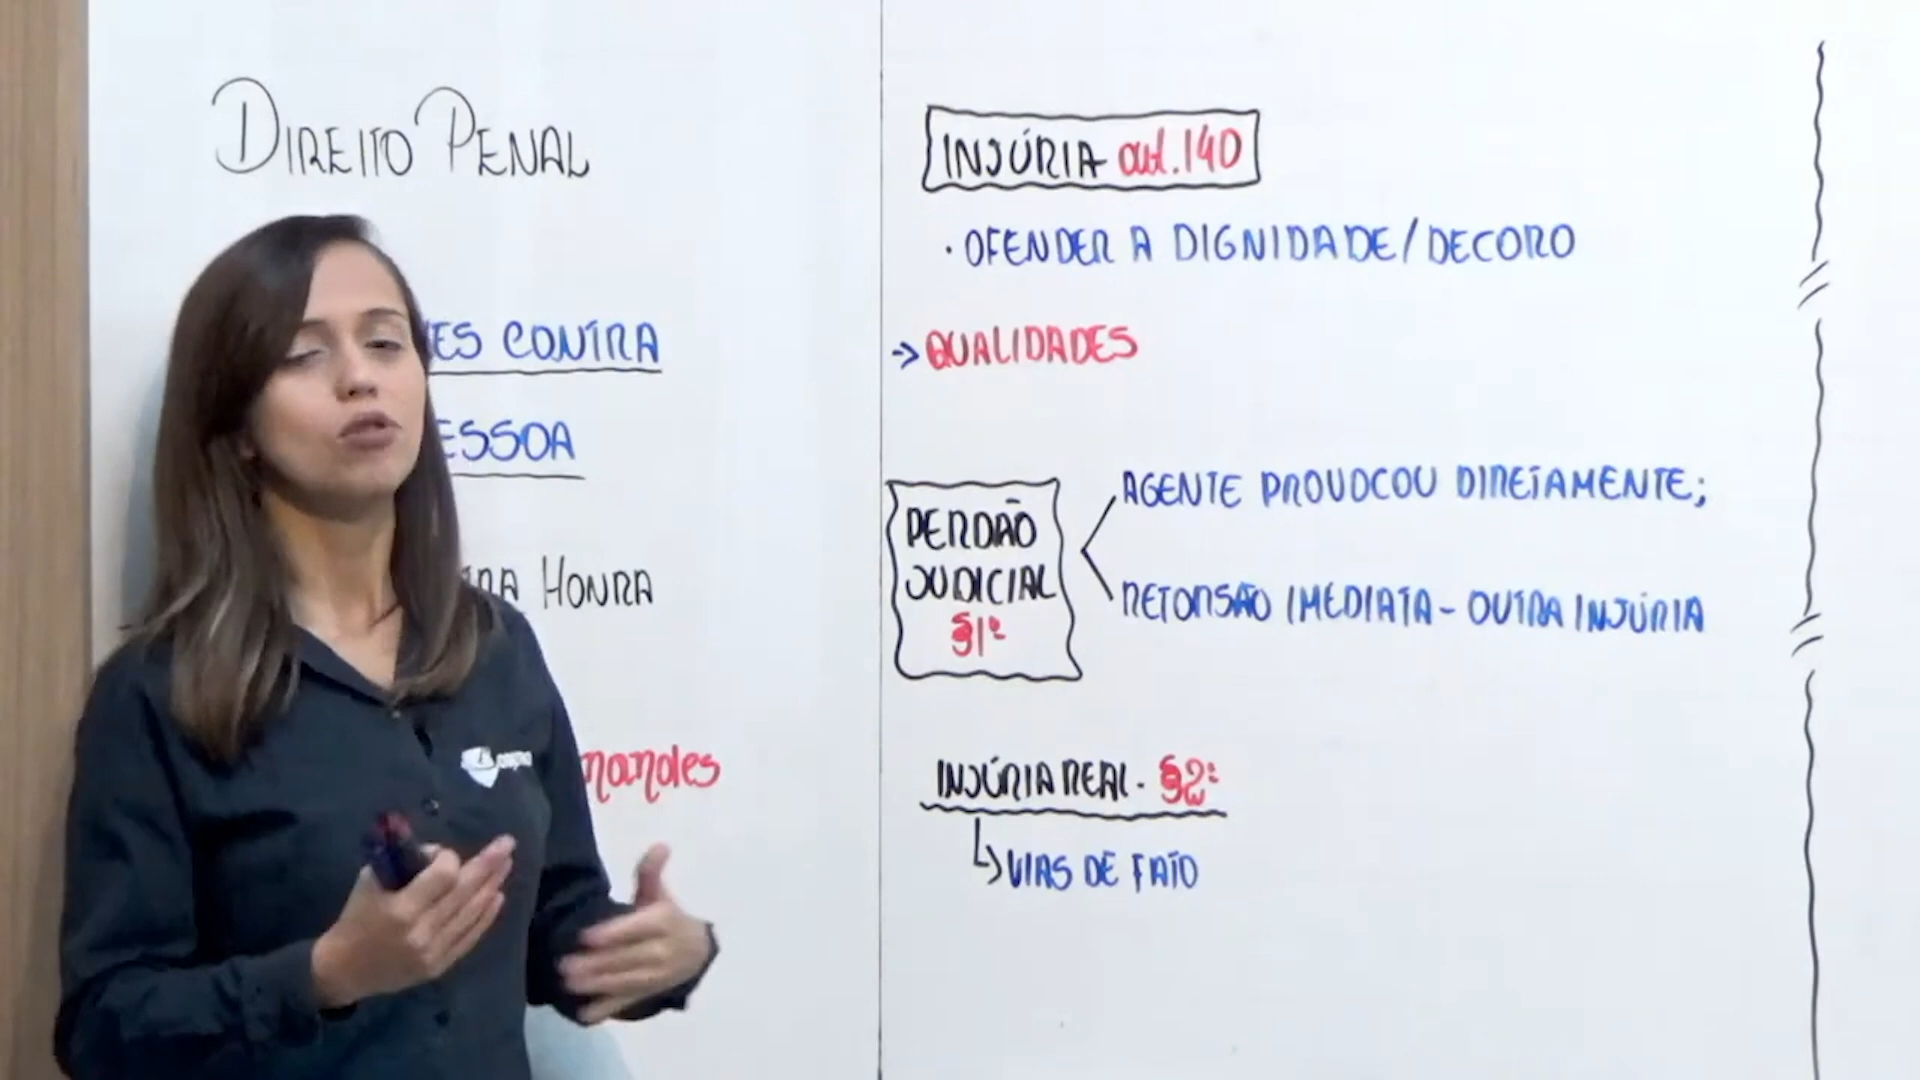 DIREITO PENAL
ES CONTRA
ESSOA
RA HONRA
INJÚRIA art.140
· OFENDER A DIGNIDADE/DECORO
→ QUALIDADES
PERDÃO
JUDICIAL
§1º
AGENTE PROVOCOU DIRETAMENTE;
RETORSÃO IMEDIATA - OUTRA INJÚRIA
INJÚRIA REAL - §2º
↳ VIAS DE FATO